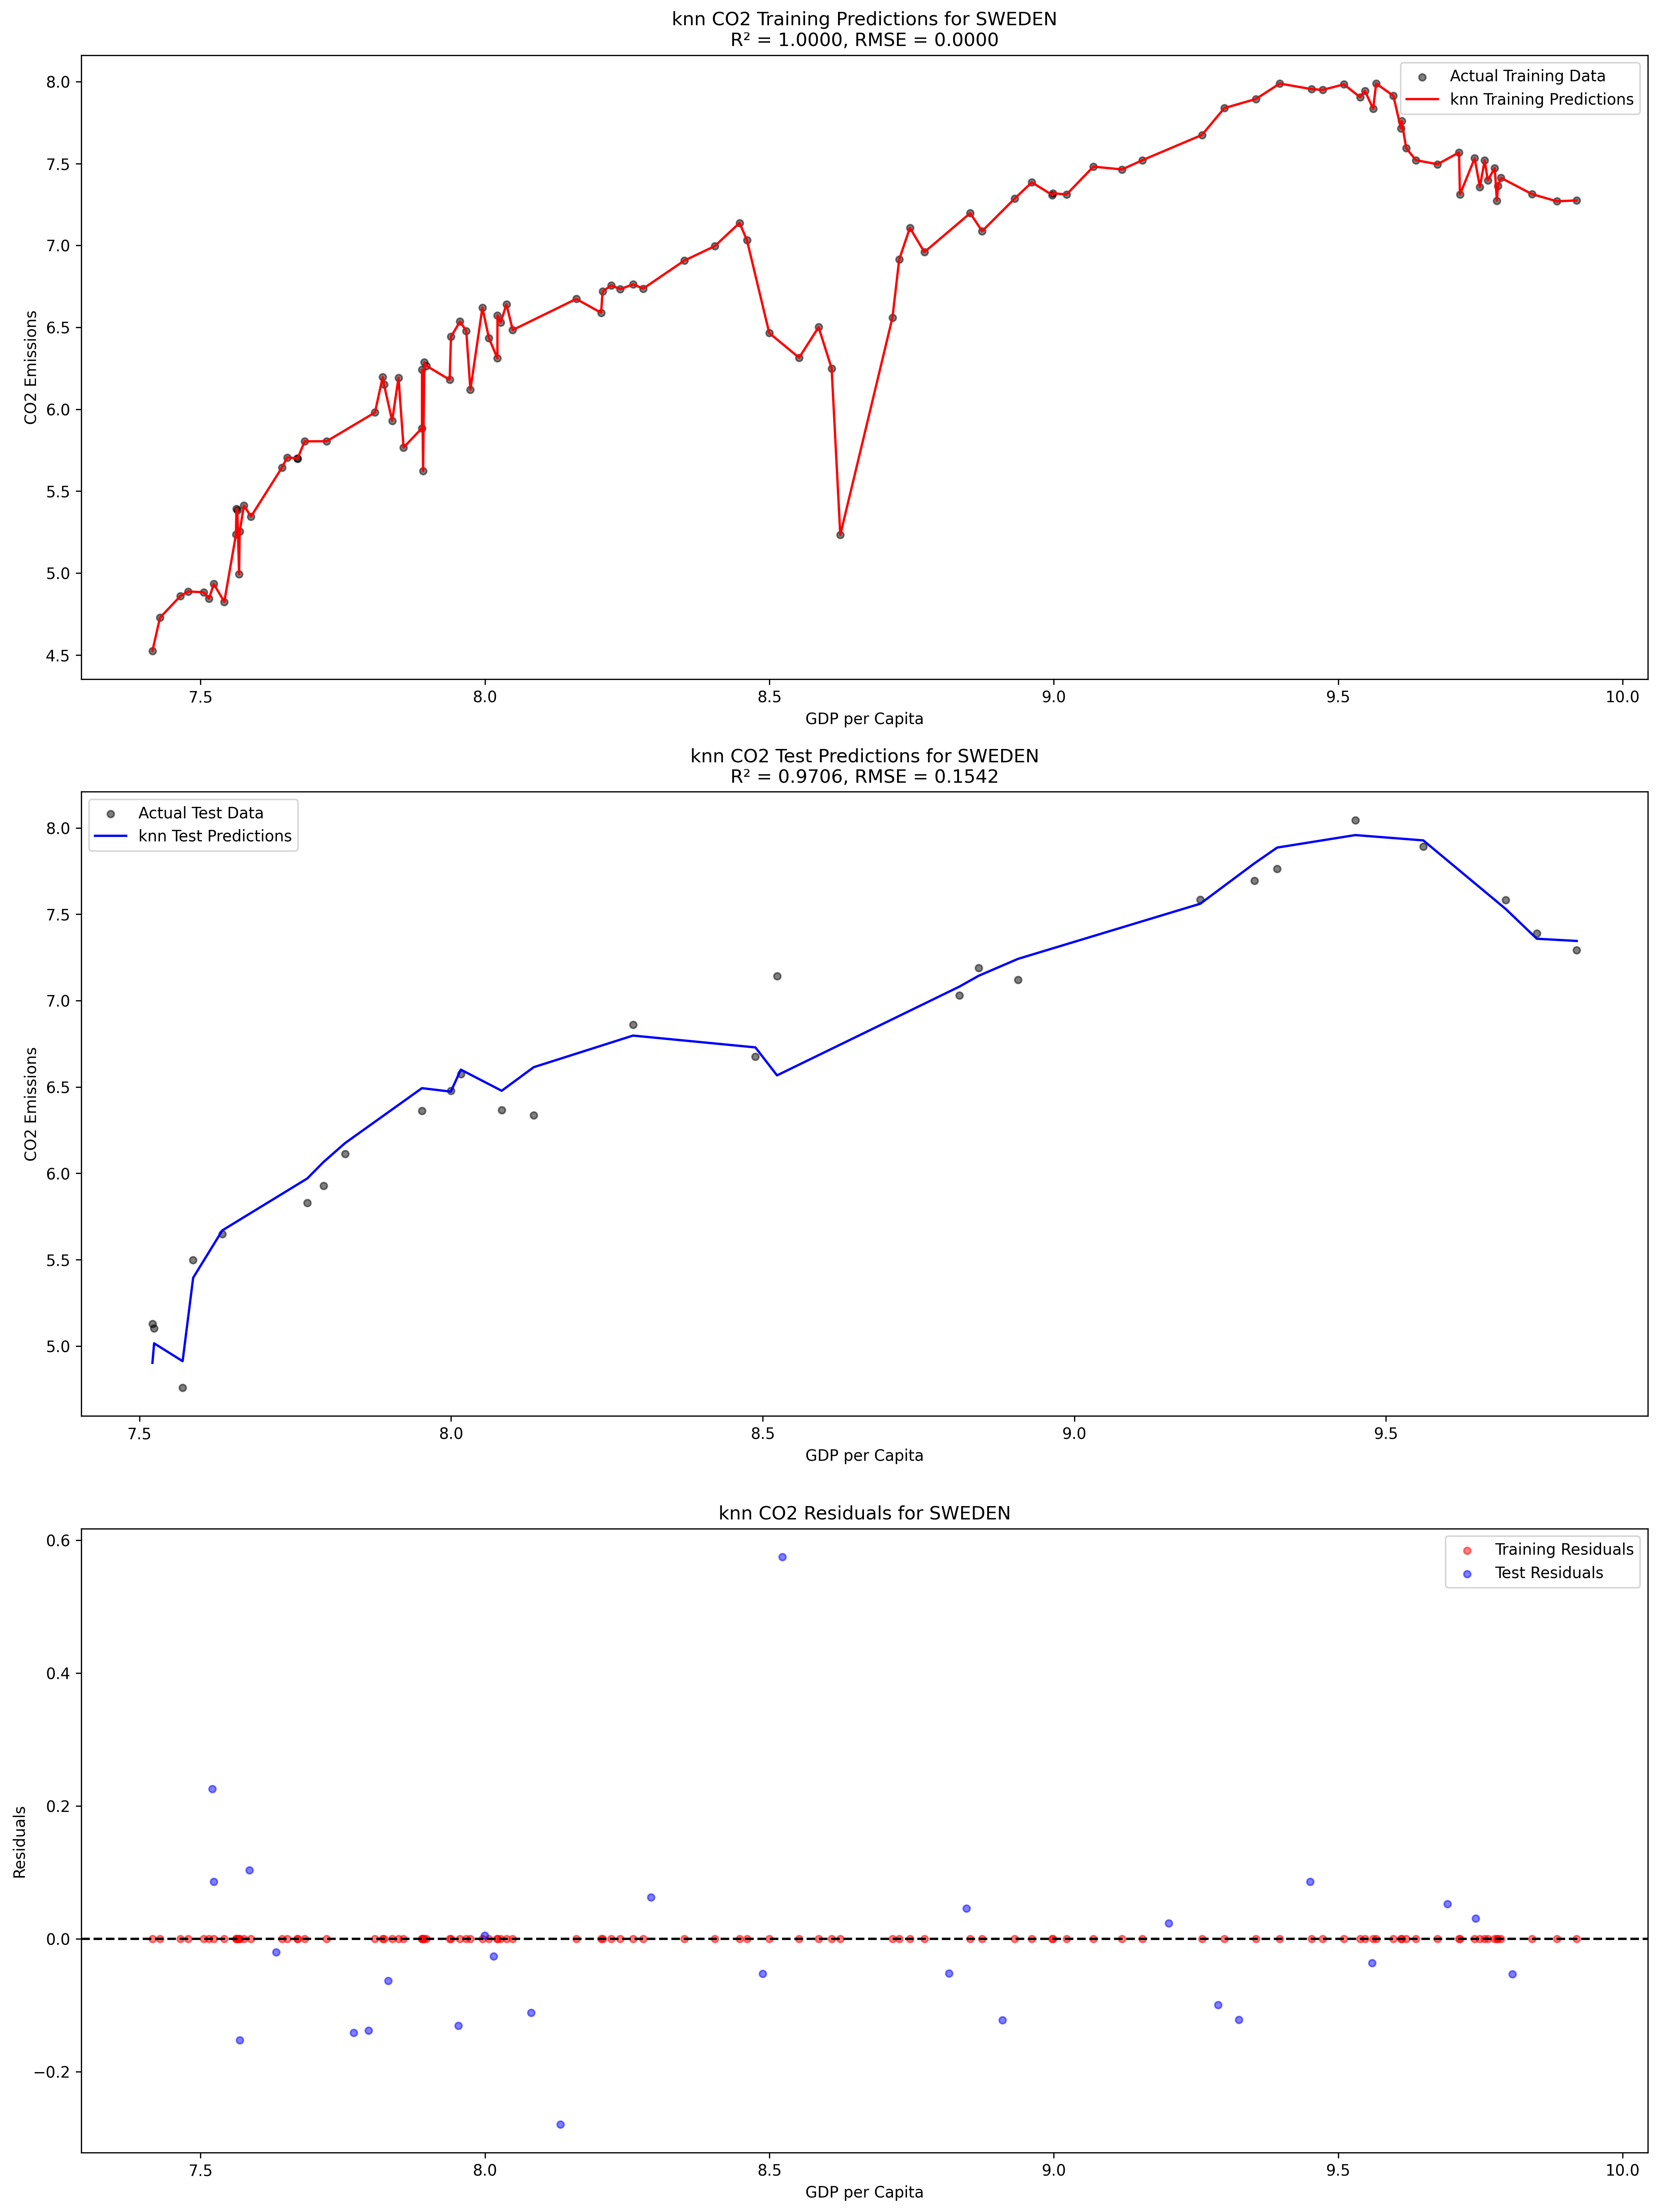 knn CO2 Training Predictions for SWEDEN
R² = 1.0000, RMSE = 0.0000
Actual Training Data
knn Training Predictions
CO2 Emissions
8.0
7.5
7.0
6.5
6.0
5.5
5.0
4.5
7.5 8.0 8.5 9.0 9.5 10.0
GDP per Capita
knn CO2 Test Predictions for SWEDEN
R² = 0.9706, RMSE = 0.1542
Actual Test Data
knn Test Predictions
CO2 Emissions
8.0
7.5
7.0
6.5
6.0
5.5
5.0
7.5 8.0 8.5 9.0 9.5
GDP per Capita
knn CO2 Residuals for SWEDEN
Training Residuals
Test Residuals
Residuals
0.6
0.4
0.2
0.0
−0.2
7.5 8.0 8.5 9.0 9.5 10.0
GDP per Capita